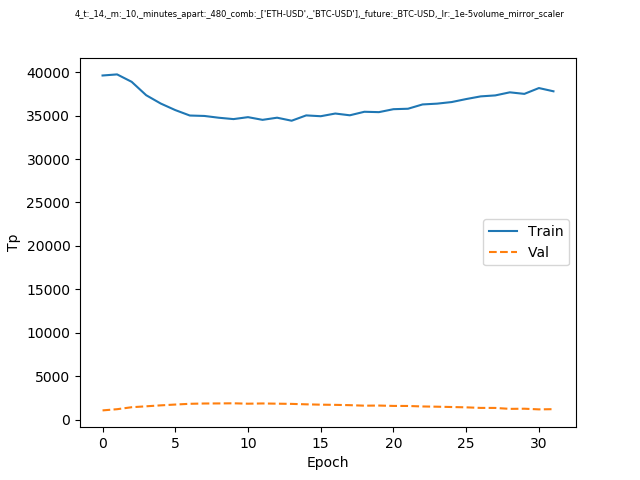 4_t:_14,_m:_10,_minutes_apart:_480_comb:_['ETH-USD',_'BTC-USD'],_future:_BTC-USD,_lr:_1e-5volume_mirror_scaler
40000
35000
30000
25000
20000
15000
10000
5000
0
Tp
Train
Val
0 5 10 15 20 25 30
Epoch